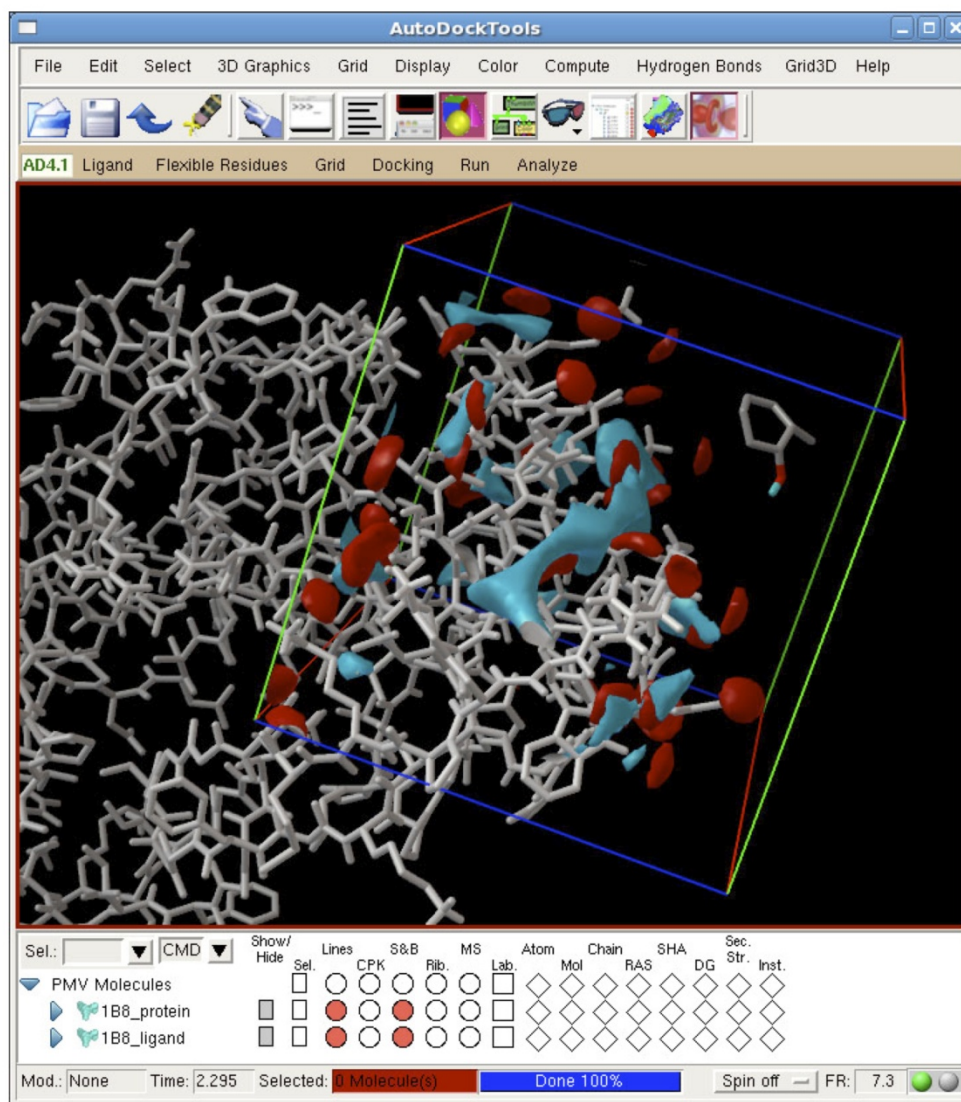 AutoDockTools
File Edit Select 3D Graphics Grid Display Color Compute Hydrogen Bonds Grid3D Help
>>>
AD4.1 Ligand Flexible Residues Grid Docking Run Analyze
Sel.: CMD Show/Hide Sel. Lines CPK S&B Rib. MS Lab. Atom Mol Chain RAS SHA DG Sec. Str. Inst.
PMV Molecules
1B8_protein
1B8_ligand
Mod.: None Time: 2.295 Selected: 0 Molecule(s) Done 100% Spin off FR: 7.3